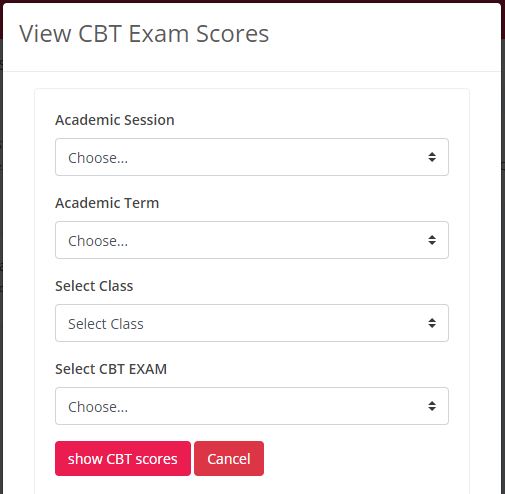 View CBT Exam Scores
Academic Session
Choose...
Academic Term
Choose...
Select Class
Select Class
Select CBT EXAM
Choose...
show CBT scores Cancel